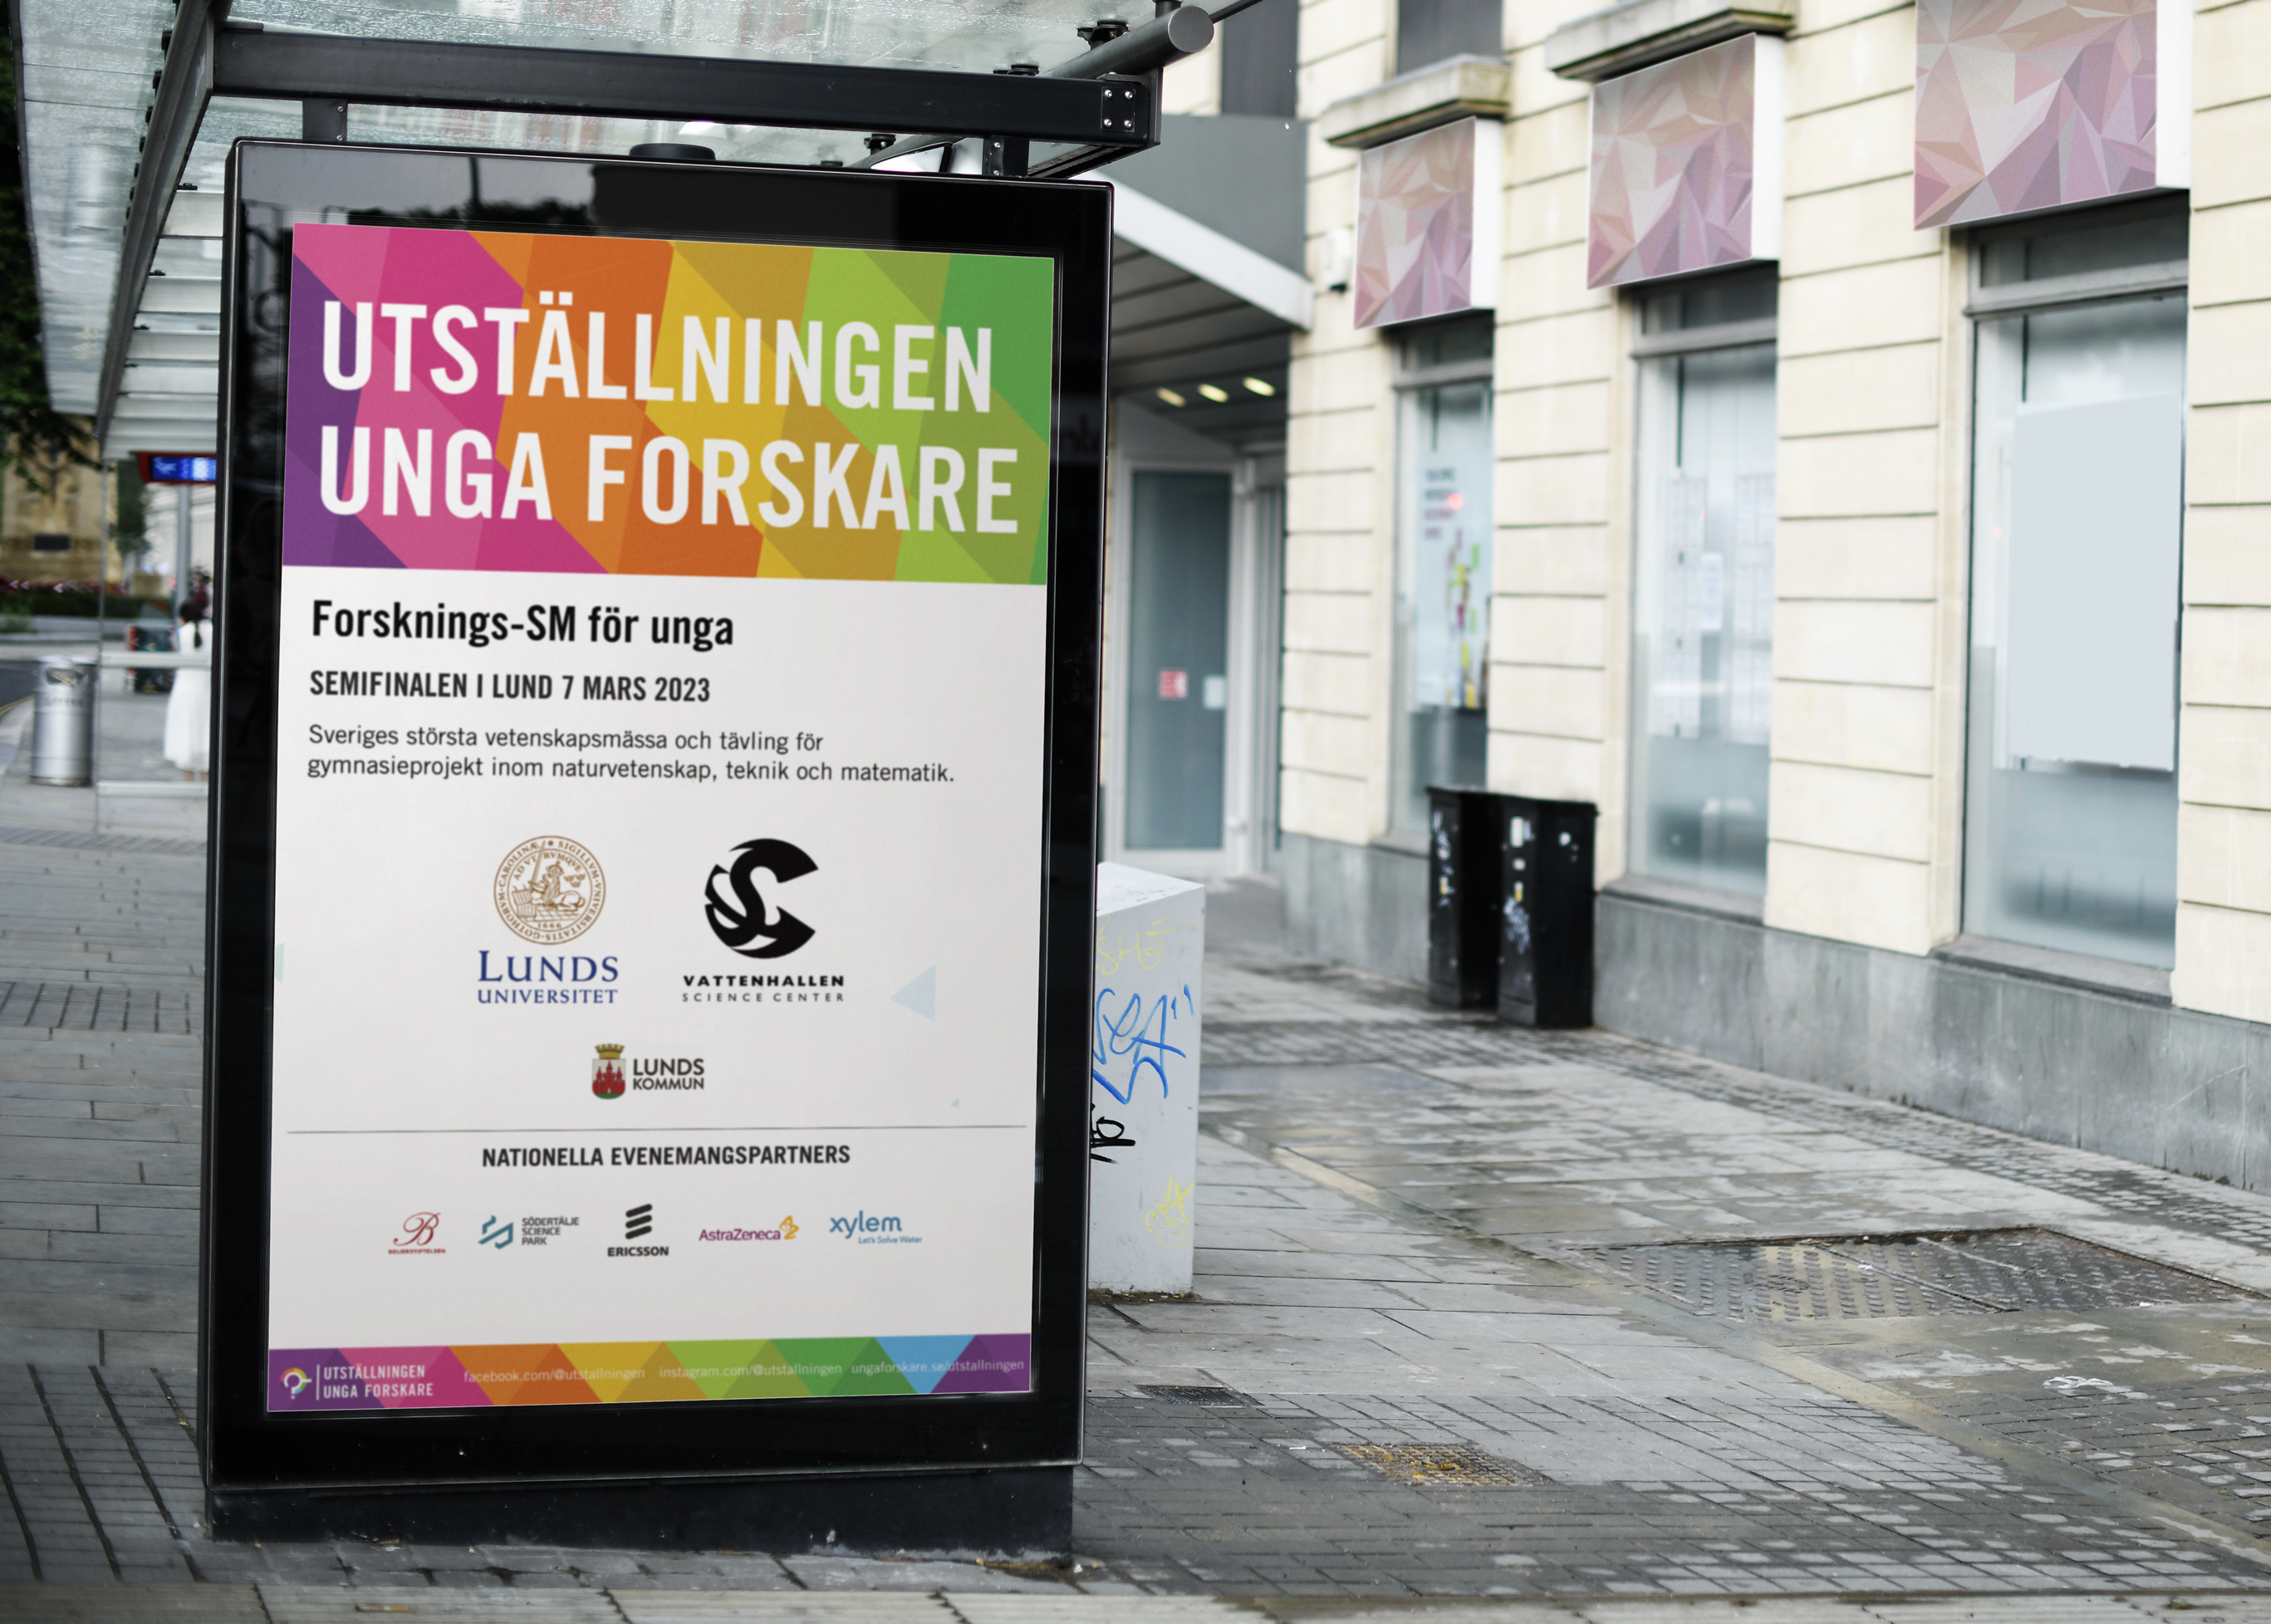 UTSTÄLLNINGEN
UNGA FORSKARE
Forsknings-SM för unga
SEMIFINALEN I LUND 7 MARS 2023
Sveriges största vetenskapsmässa och tävling för
gymnasieprojekt inom naturvetenskap, teknik och matematik.
LUNDS
UNIVERSITET
VATTENHALLEN
SCIENCE CENTER
LUNDS
KOMMUN
NATIONELLA EVENEMANGSPARTNERS
B
BEIJERSTIFTELSEN
SÖDERTÄLJE
SCIENCE
PARK
ERICSSON
AstraZeneca
xylem
Let's Solve Water
UTSTÄLLNINGEN
UNGA FORSKARE
facebook.com/@utstallningen instagram.com/@utstallningen ungaforskare.se/utstallningen